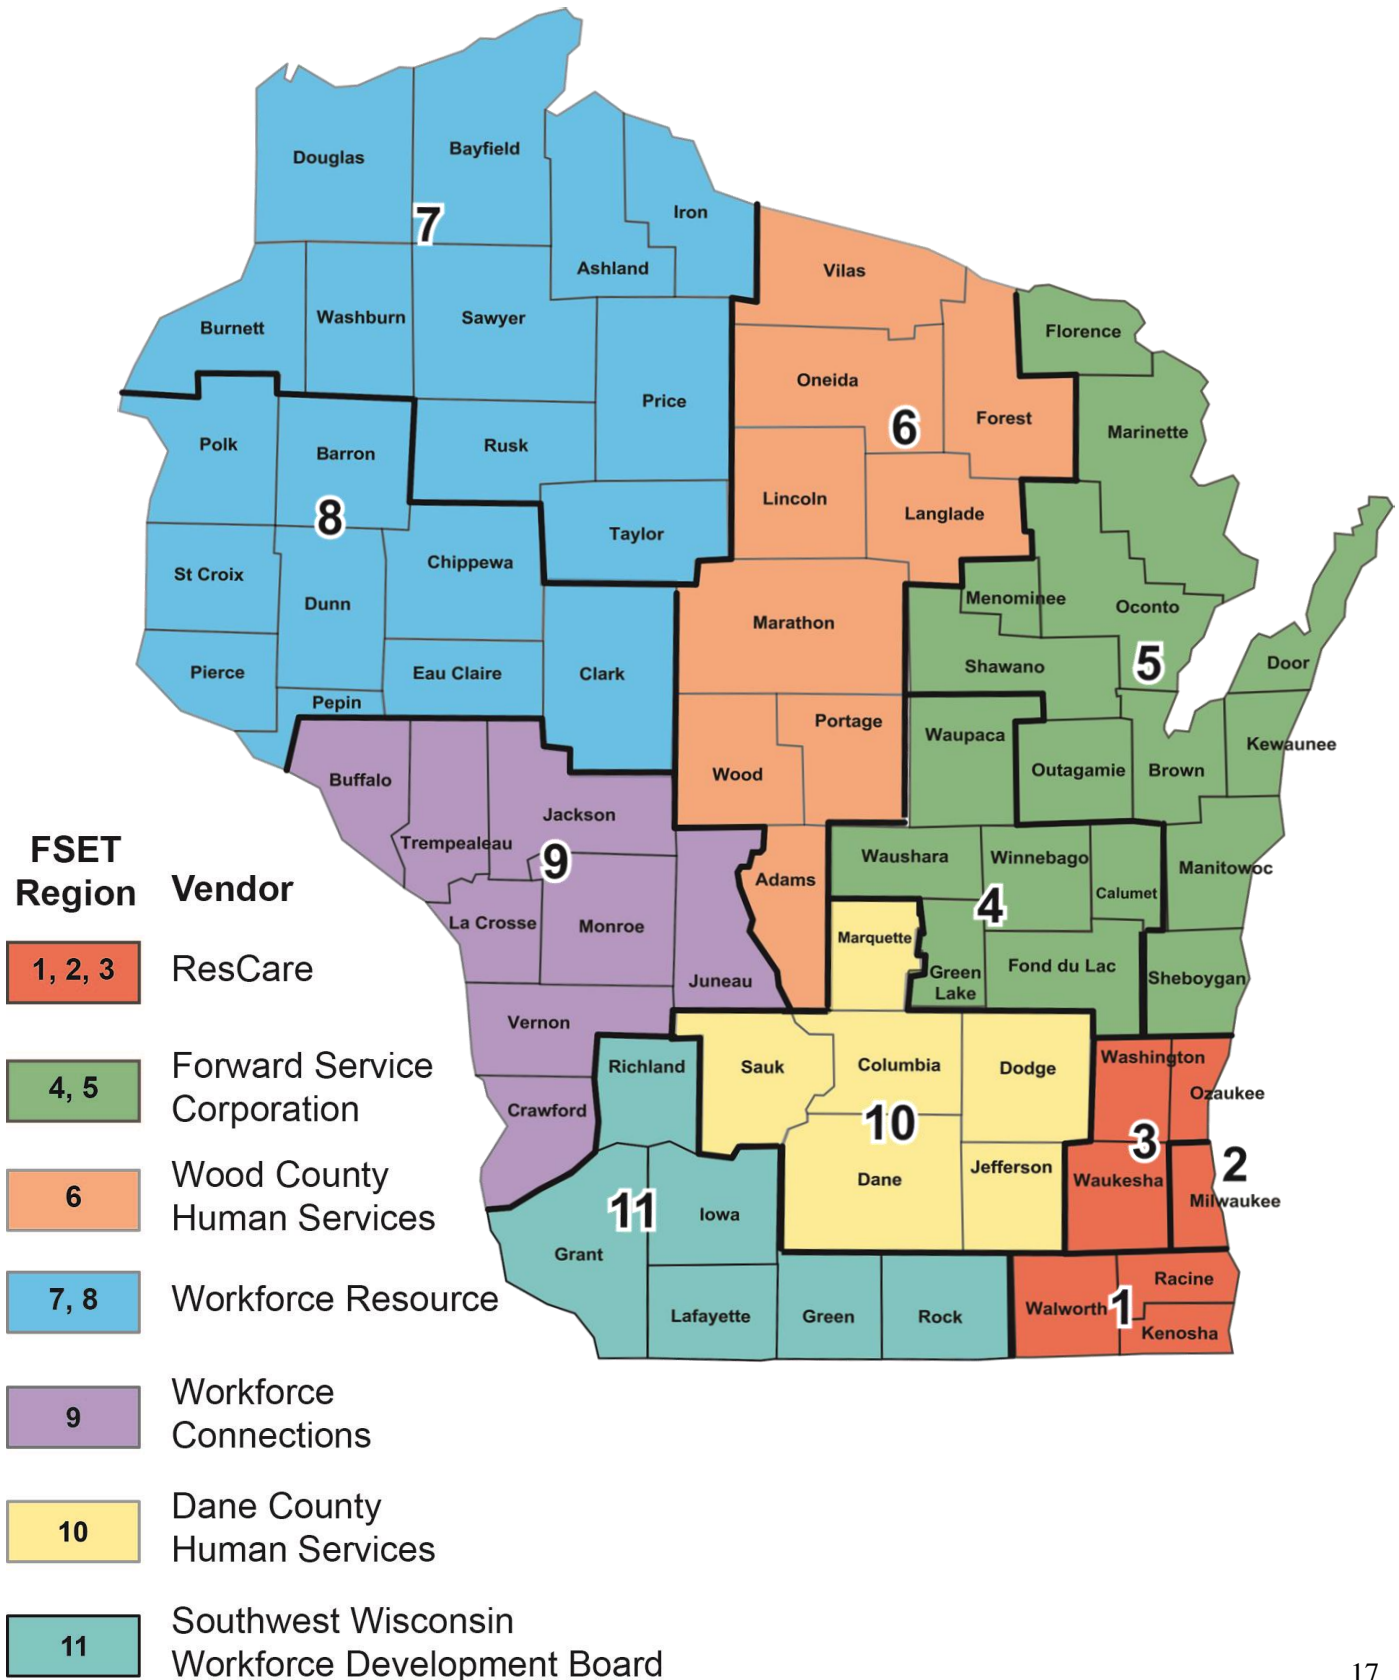 Douglas
Bayfield
Iron
7
Ashland
Vilas
Burnett
Washburn
Sawyer
Florence
Oneida
Price
Forest
6
Marinette
Polk
Barron
Rusk
Lincoln
Langlade
8
Taylor
Chippewa
St Croix
Dunn
Menominee
Oconto
Marathon
Shawano
5
Door
Pierce
Eau Claire
Clark
Pepin
Portage
Waupaca
Kewaunee
Buffalo
Wood
Outagamie
Brown
Jackson
Trempealeau
9
Waushara
Winnebago
Manitowoc
Adams
Calumet
4
La Crosse
Monroe
Marquette
Green
Lake
Fond du Lac
Sheboygan
Juneau
Vernon
Richland
Sauk
Columbia
Dodge
Washington
Ozaukee
Crawford
10
3
2
Dane
Jefferson
Waukesha
Milwaukee
11
Iowa
Grant
Racine
Lafayette
Green
Rock
Walworth
1
Kenosha
FSET
Region
Vendor
1, 2, 3
ResCare
4, 5
Forward Service
Corporation
6
Wood County
Human Services
7, 8
Workforce Resource
9
Workforce
Connections
10
Dane County
Human Services
11
Southwest Wisconsin
Workforce Development Board
17